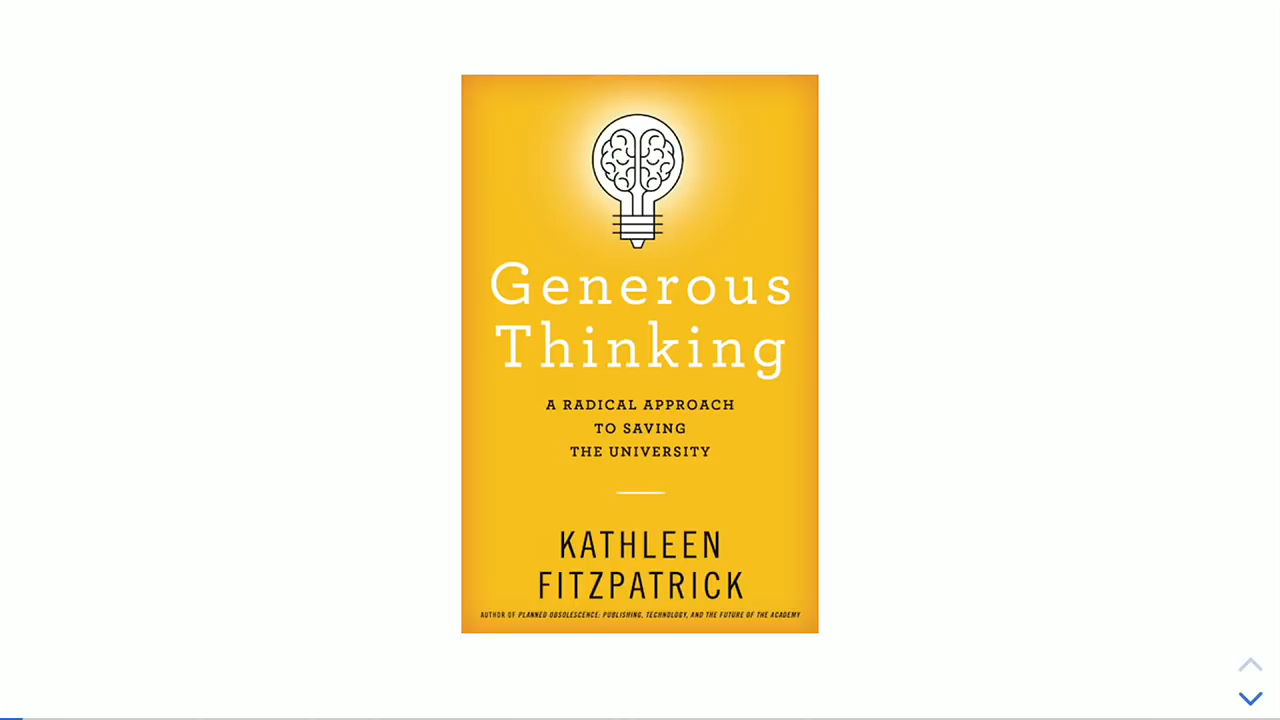 Generous
Thinking
A RADICAL APPROACH
TO SAVING
THE UNIVERSITY
KATHLEEN
FITZPATRICK
AUTHOR OF PLANNED OBSOLESCENCE: PUBLISHING, TECHNOLOGY, AND THE FUTURE OF THE ACADEMY